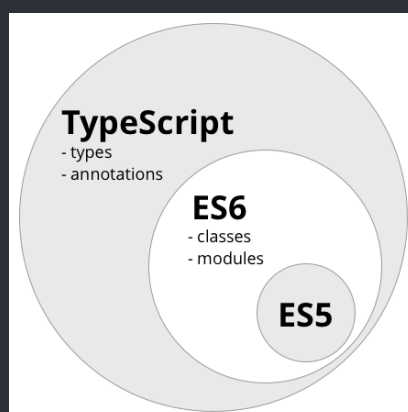 TypeScript
- types
- annotations
ES6
- classes
- modules
ES5